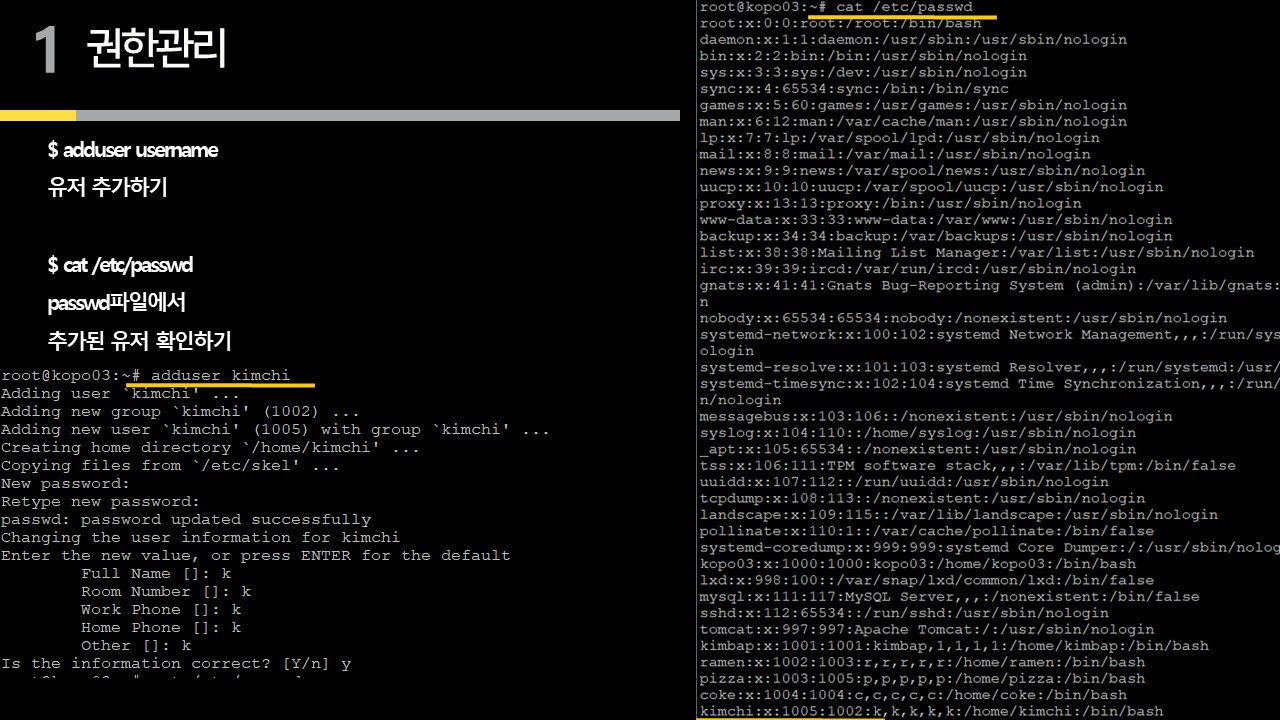 1 권한관리
$ adduser username
유저 추가하기
$ cat /etc/passwd
passwd파일에서
추가된 유저 확인하기
root@kopo03:~# adduser kimchi
Adding user `kimchi' ...
Adding new group `kimchi' (1002) ...
Adding new user `kimchi' (1005) with group `kimchi' ...
Creating home directory `/home/kimchi' ...
Copying files from `/etc/skel' ...
New password:
Retype new password:
passwd: password updated successfully
Changing the user information for kimchi
Enter the new value, or press ENTER for the default
Full Name []: k
Room Number []: k
Work Phone []: k
Home Phone []: k
Other []: k
Is the information correct? [Y/n] y
root@kopo03:~# cat /etc/passwd
root:x:0:0:root:/root:/bin/bash
daemon:x:1:1:daemon:/usr/sbin:/usr/sbin/nologin
bin:x:2:2:bin:/bin:/usr/sbin/nologin
sys:x:3:3:sys:/dev:/usr/sbin/nologin
sync:x:4:65534:sync:/bin:/bin/sync
games:x:5:60:games:/usr/games:/usr/sbin/nologin
man:x:6:12:man:/var/cache/man:/usr/sbin/nologin
lp:x:7:7:lp:/var/spool/lpd:/usr/sbin/nologin
mail:x:8:8:mail:/var/mail:/usr/sbin/nologin
news:x:9:9:news:/var/spool/news:/usr/sbin/nologin
uucp:x:10:10:uucp:/var/spool/uucp:/usr/sbin/nologin
proxy:x:13:13:proxy:/bin:/usr/sbin/nologin
www-data:x:33:33:www-data:/var/www:/usr/sbin/nologin
backup:x:34:34:backup:/var/backups:/usr/sbin/nologin
list:x:38:38:Mailing List Manager:/var/list:/usr/sbin/nologin
irc:x:39:39:ircd:/var/run/ircd:/usr/sbin/nologin
gnats:x:41:41:Gnats Bug-Reporting System (admin):/var/lib/gnats:
n
nobody:x:65534:65534:nobody:/nonexistent:/usr/sbin/nologin
systemd-network:x:100:102:systemd Network Management,,,:/run/sys
ologin
systemd-resolve:x:101:103:systemd Resolver,,,:/run/systemd:/usr/
systemd-timesync:x:102:104:systemd Time Synchronization,,,:/run/
n/nologin
messagebus:x:103:106::/nonexistent:/usr/sbin/nologin
syslog:x:104:110::/home/syslog:/usr/sbin/nologin
_apt:x:105:65534::/nonexistent:/usr/sbin/nologin
tss:x:106:111:TPM software stack,,,:/var/lib/tpm:/bin/false
uuidd:x:107:112::/run/uuidd:/usr/sbin/nologin
tcpdump:x:108:113::/nonexistent:/usr/sbin/nologin
landscape:x:109:115::/var/lib/landscape:/usr/sbin/nologin
pollinate:x:110:1::/var/cache/pollinate:/bin/false
systemd-coredump:x:999:999:systemd Core Dumper:/:/usr/sbin/nolog
kopo03:x:1000:1000:kopo03:/home/kopo03:/bin/bash
lxd:x:998:100::/var/snap/lxd/common/lxd:/bin/false
mysql:x:111:117:MySQL Server,,,:/nonexistent:/bin/false
sshd:x:112:65534::/run/sshd:/usr/sbin/nologin
tomcat:x:997:997:Apache Tomcat:/:/usr/sbin/nologin
kimbap:x:1001:1001:kimbap,1,1,1,1:/home/kimbap:/bin/bash
ramen:x:1002:1003:r,r,r,r,r:/home/ramen:/bin/bash
pizza:x:1003:1005:p,p,p,p,p:/home/pizza:/bin/bash
coke:x:1004:1004:c,c,c,c,c:/home/coke:/bin/bash
kimchi:x:1005:1002:k,k,k,k,k:/home/kimchi:/bin/bash